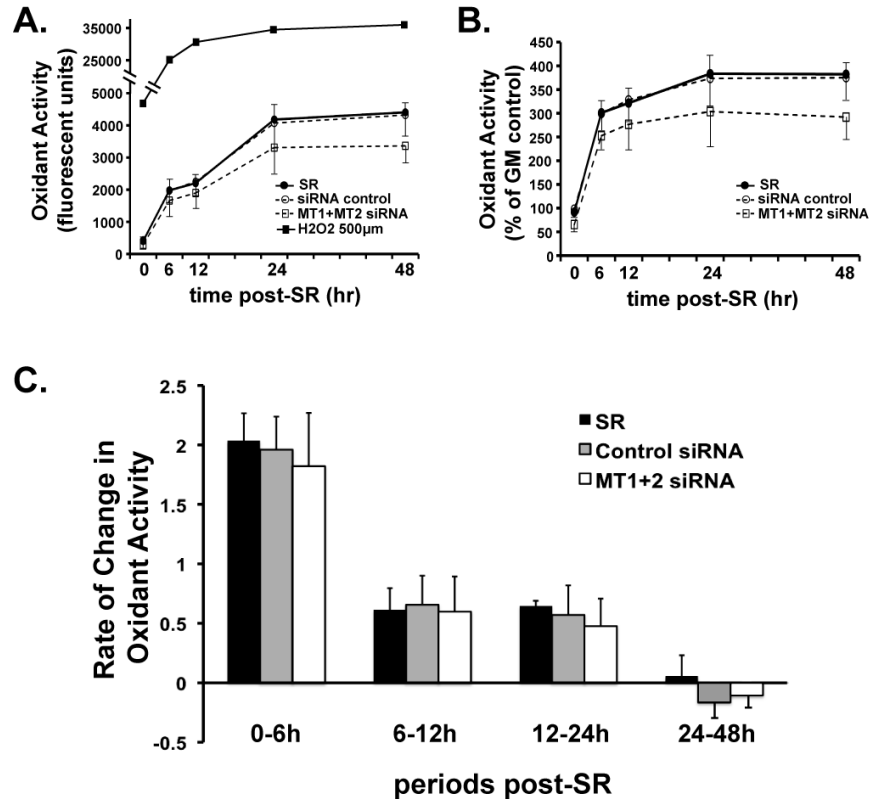 A.
Oxidant Activity
(fluorescent units)
35000
25000
5000
4000
3000
2000
1000
0
SR
siRNA control
MT1+MT2 siRNA
H2O2 500µm
0 6 12 24 48
time post-SR (hr)
B.
Oxidant Activity
(% of GM control)
450
400
350
300
250
200
150
100
50
0
SR
siRNA control
MT1+MT2 siRNA
0 6 12 24 48
time post-SR (hr)
C.
Rate of Change in
Oxidant Activity
2.5
2
1.5
1
0.5
0
-0.5
SR
Control siRNA
MT1+2 siRNA
0-6h 6-12h 12-24h 24-48h
periods post-SR